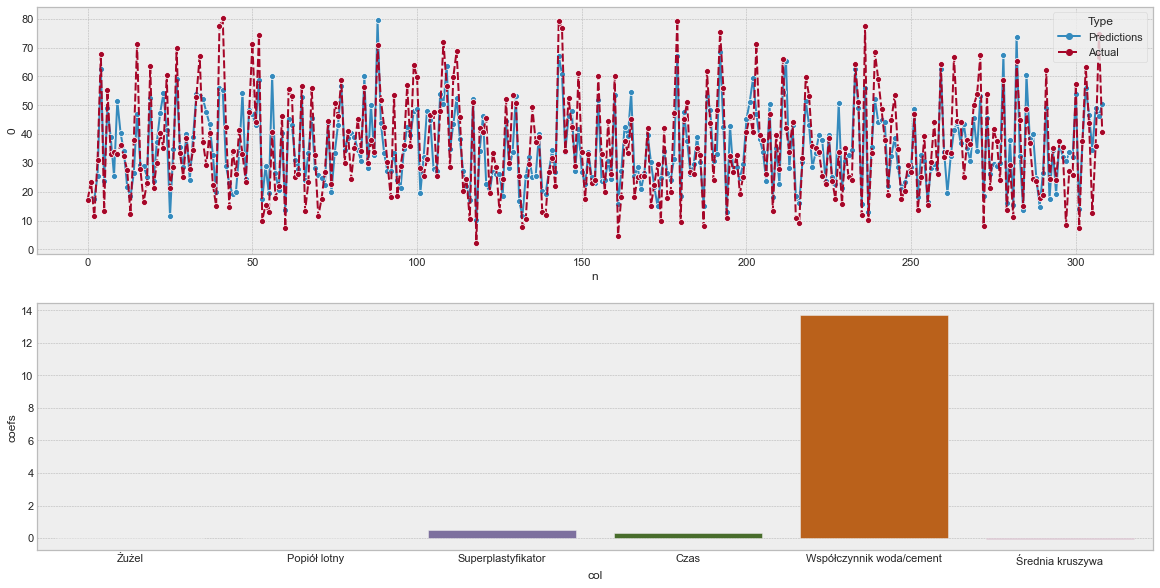 Type
Predictions
Actual
80
70
60
50
40
30
20
10
0
0
0
50
100
150
200
250
300
n
14
12
10
8
6
4
2
0
coefs
Żużel
Popiół lotny
Superplastyfikator
Czas
Współczynnik woda/cement
Średnia kruszywa
col